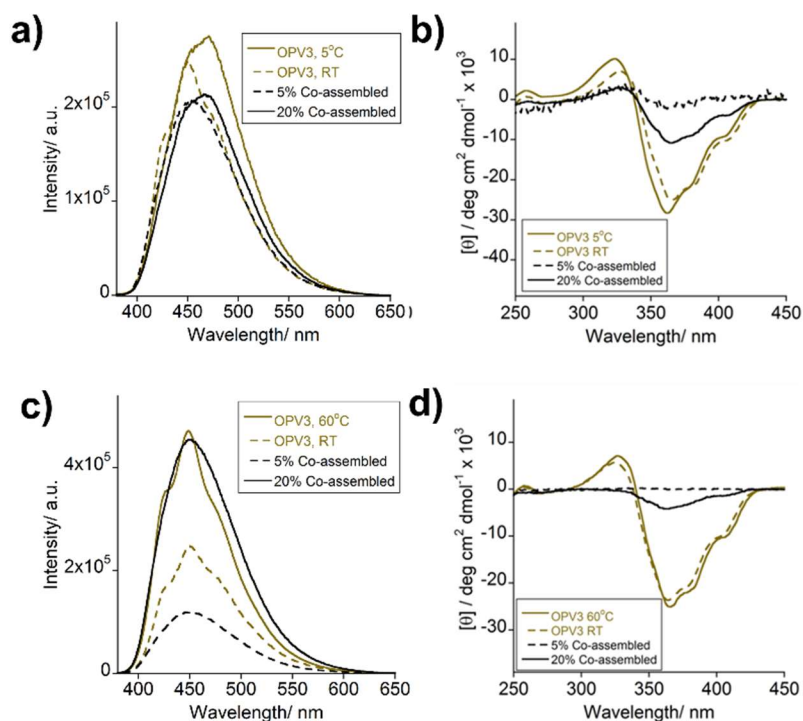 a)
OPV3, 5°C
OPV3, RT
5% Co-assembled
20% Co-assembled
2x10⁵
1x10⁵
0
Intensity/ a.u.
400 450 500 550 600 650)
Wavelength/ nm
b)
10
0
-10
-20
-30
-40
[θ] / deg cm² dmol⁻¹ x 10³
OPV3 5°C
OPV3 RT
5% Co-assembled
20% Co-assembled
250 300 350 400 450
Wavelength/ nm
c)
OPV3, 60°C
OPV3, RT
5% Co-assembled
20% Co-assembled
4x10⁵
2x10⁵
0
Intensity/ a.u.
400 450 500 550 600 650
Wavelength/ nm
d)
10
0
-10
-20
-30
[θ] / deg cm² dmol⁻¹ x 10³
OPV3 60°C
OPV3 RT
5% Co-assembled
20% Co-assembled
250 300 350 400 450
Wavelength/ nm